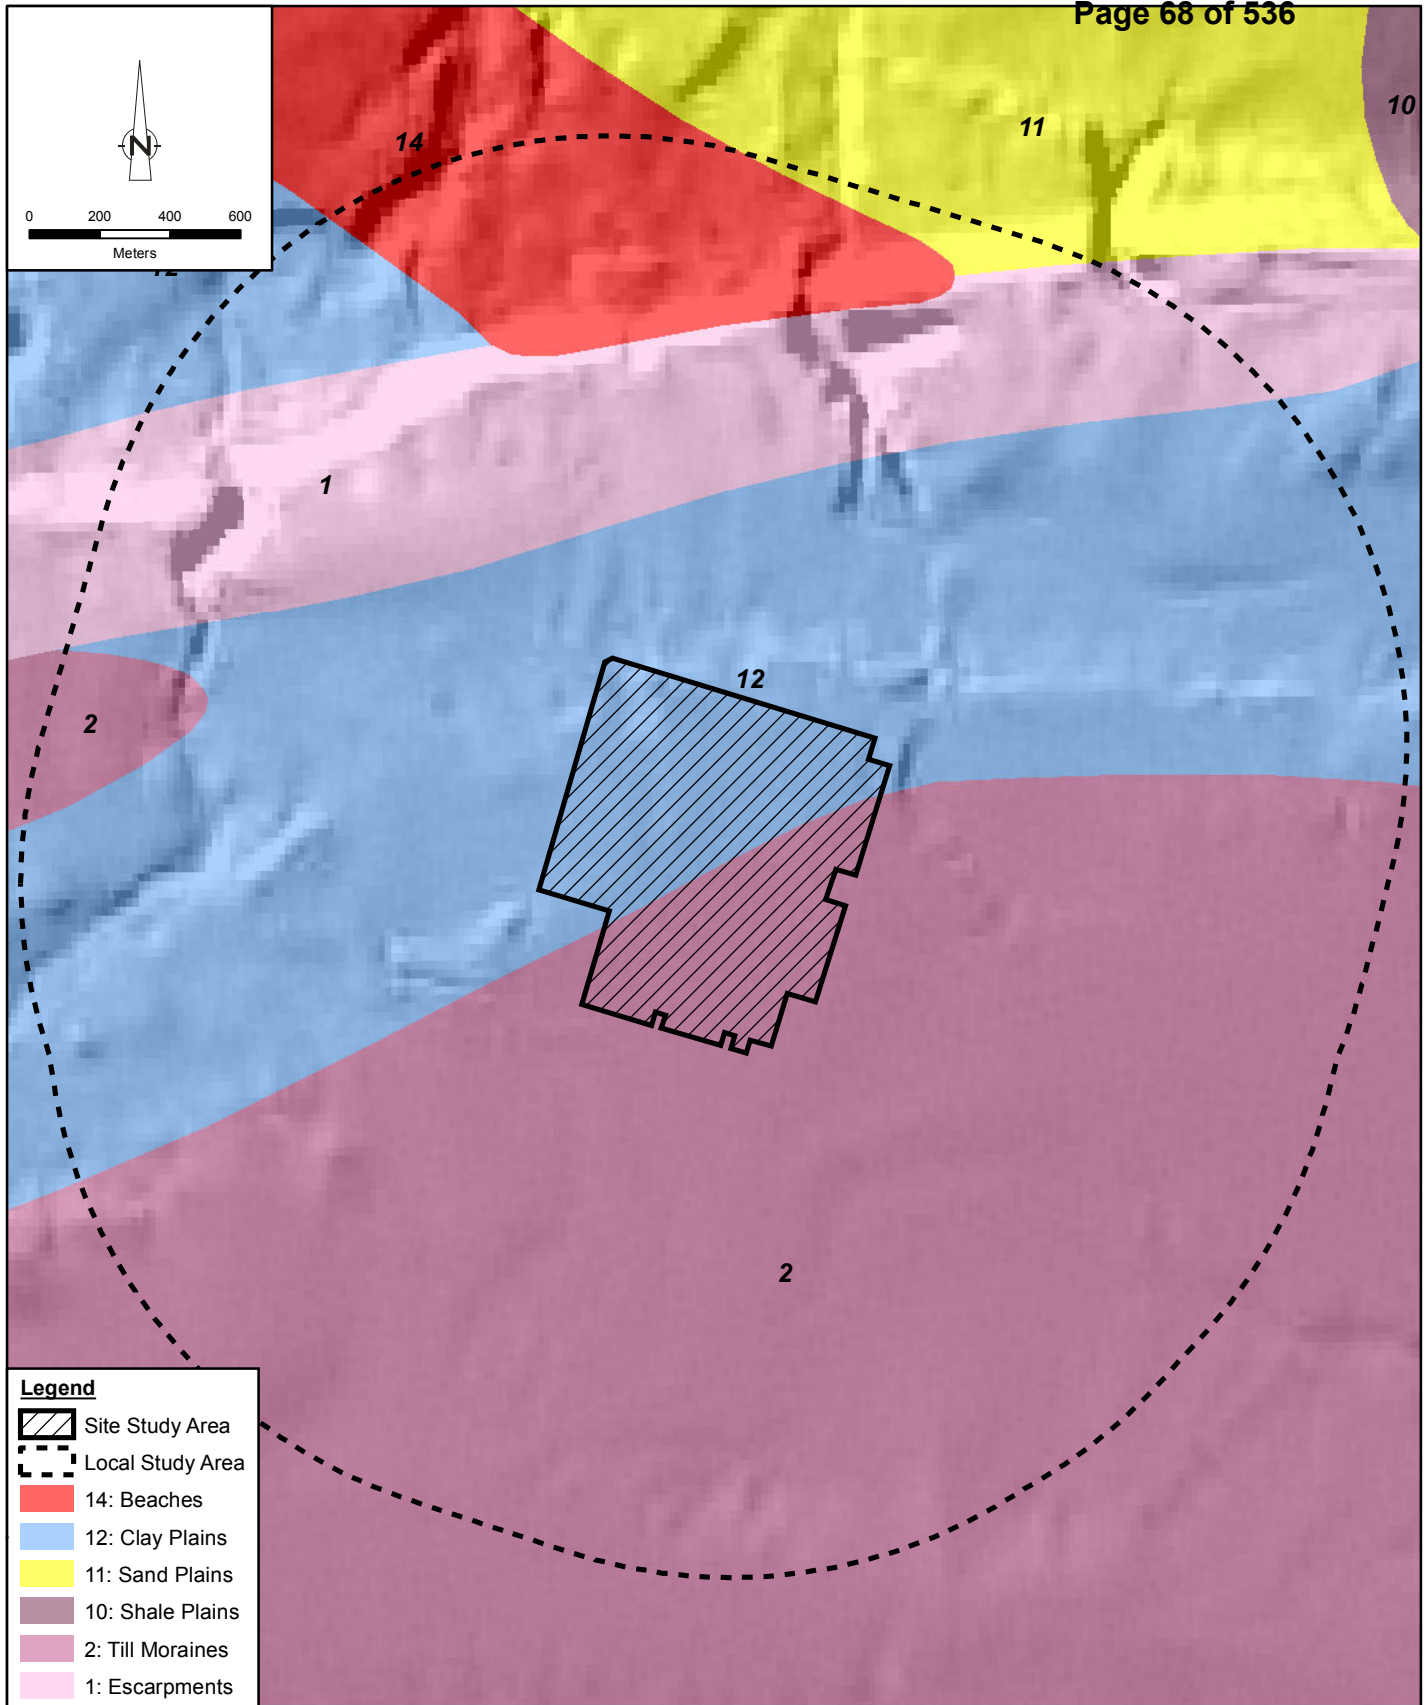 Page 68 of 536
N
0 200 400 600
Meters
14
11
10
12
1
12
2
2
Legend
Site Study Area
Local Study Area
14: Beaches
12: Clay Plains
11: Sand Plains
10: Shale Plains
2: Till Moraines
1: Escarpments